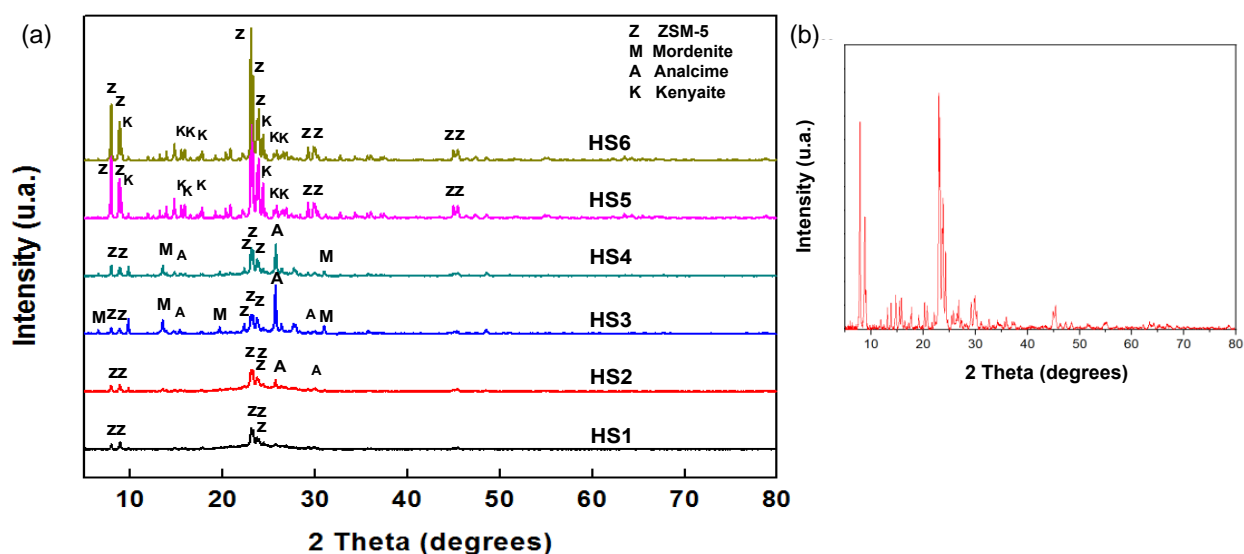 (a)
Z ZSM-5
M Mordenite
A Analcime
K Kenyaite
Z
Z
Z Z Z
K K K K K K K Z Z Z Z
HS6
Z Z
K K K K K K K Z Z Z Z
HS5
Z Z M A Z Z Z A M
HS4
M Z Z M A M Z Z Z A A M
HS3
Z Z Z Z Z A A
HS2
Z Z Z Z Z
HS1
Intensity (u.a.)
10 20 30 40 50 60 70 80
2 Theta (degrees)
(b)
Intensity (u.a.)
10 20 30 40 50 60 70 80
2 Theta (degrees)